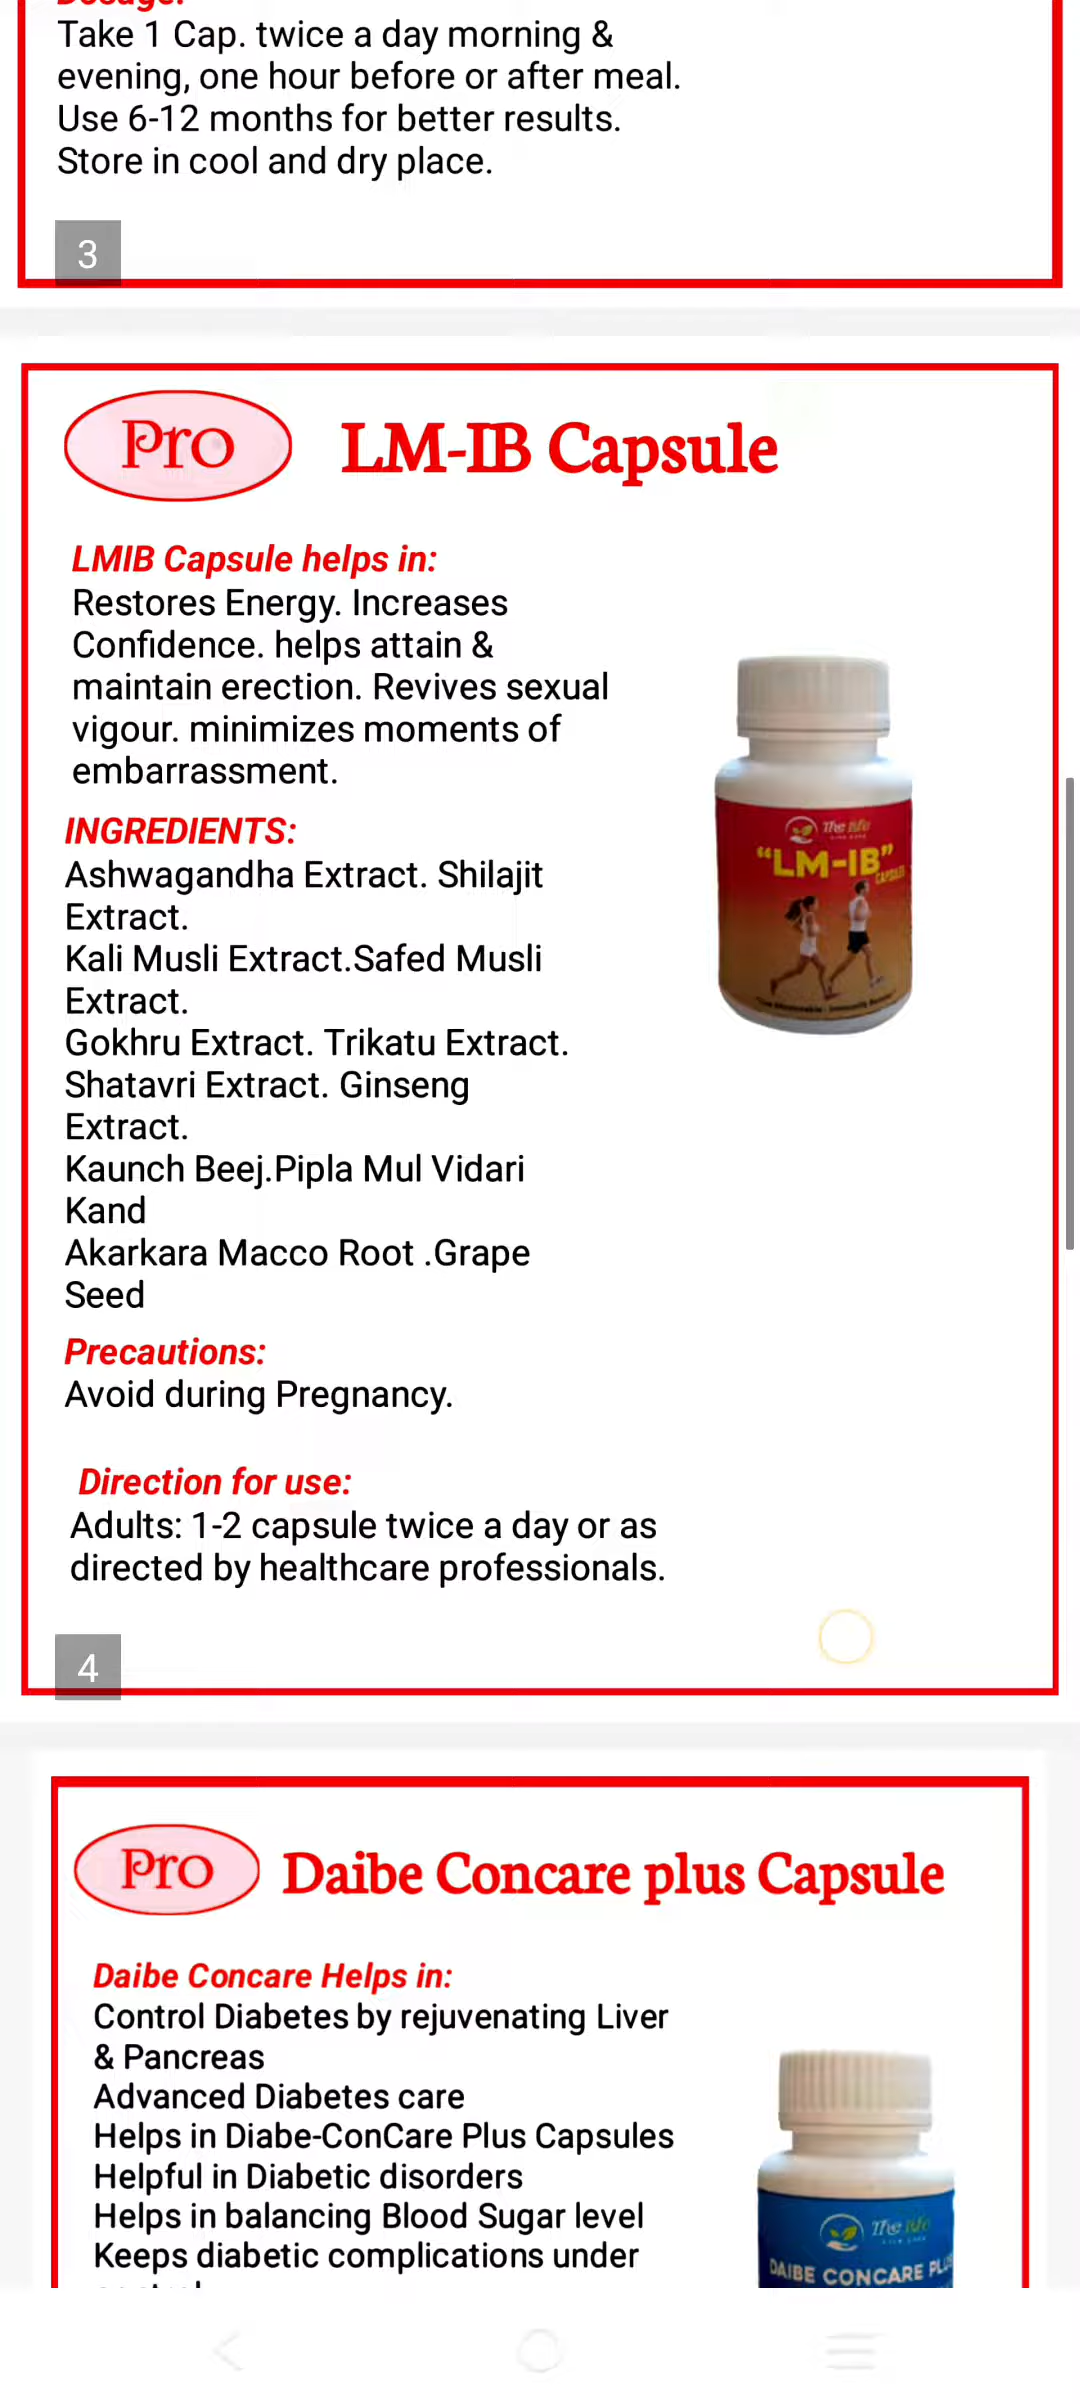 Dosage:
Take 1 Cap. twice a day morning &
evening, one hour before or after meal.
Use 6-12 months for better results.
Store in cool and dry place.
3
Pro
LM-IB Capsule
LMIB Capsule helps in:
Restores Energy. Increases
Confidence. helps attain &
maintain erection. Revives sexual
vigour. minimizes moments of
embarrassment.
The life
"LM-IB"
CAPSULES
INGREDIENTS:
Ashwagandha Extract. Shilajit
Extract.
Kali Musli Extract.Safed Musli
Extract.
Gokhru Extract. Trikatu Extract.
Shatavri Extract. Ginseng
Extract.
Kaunch Beej.Pipla Mul Vidari
Kand
Akarkara Macco Root .Grape
Seed
Precautions:
Avoid during Pregnancy.
Direction for use:
Adults: 1-2 capsule twice a day or as
directed by healthcare professionals.
4
Pro
Daibe Concare plus Capsule
Daibe Concare Helps in:
Control Diabetes by rejuvenating Liver
& Pancreas
Advanced Diabetes care
Helps in Diabe-ConCare Plus Capsules
Helpful in Diabetic disorders
Helps in balancing Blood Sugar level
Keeps diabetic complications under
The life
DAIBE CONCARE PLU